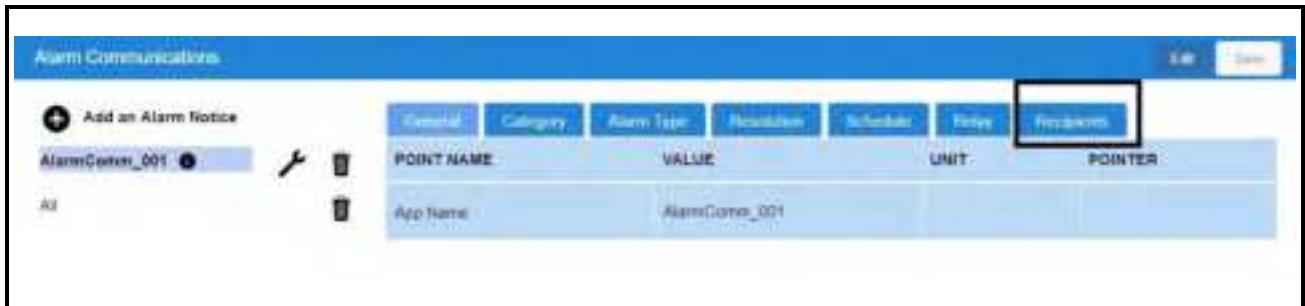 Alarm Communications
Edit Save
Add an Alarm Notice
General Category Alarm Type Resolution Schedule Relay Recipients
AlarmComm_001
POINT NAME VALUE UNIT POINTER
All
App Name AlarmComm_001